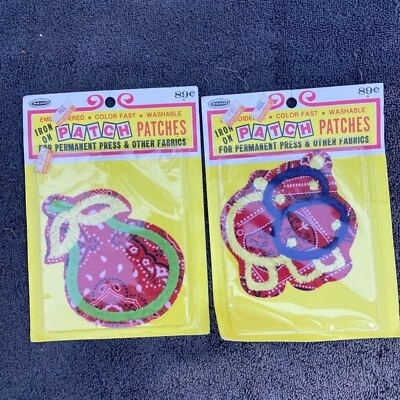 89¢
EMBROIDERED • COLOR FAST • WASHABLE
IRON ON PATCH PATCHES
FOR PERMANENT PRESS & OTHER FABRICS
89¢
COLOR FAST • WASHABLE
IRON ON PATCH PATCHES
FOR PERMANENT PRESS & OTHER FABRICS